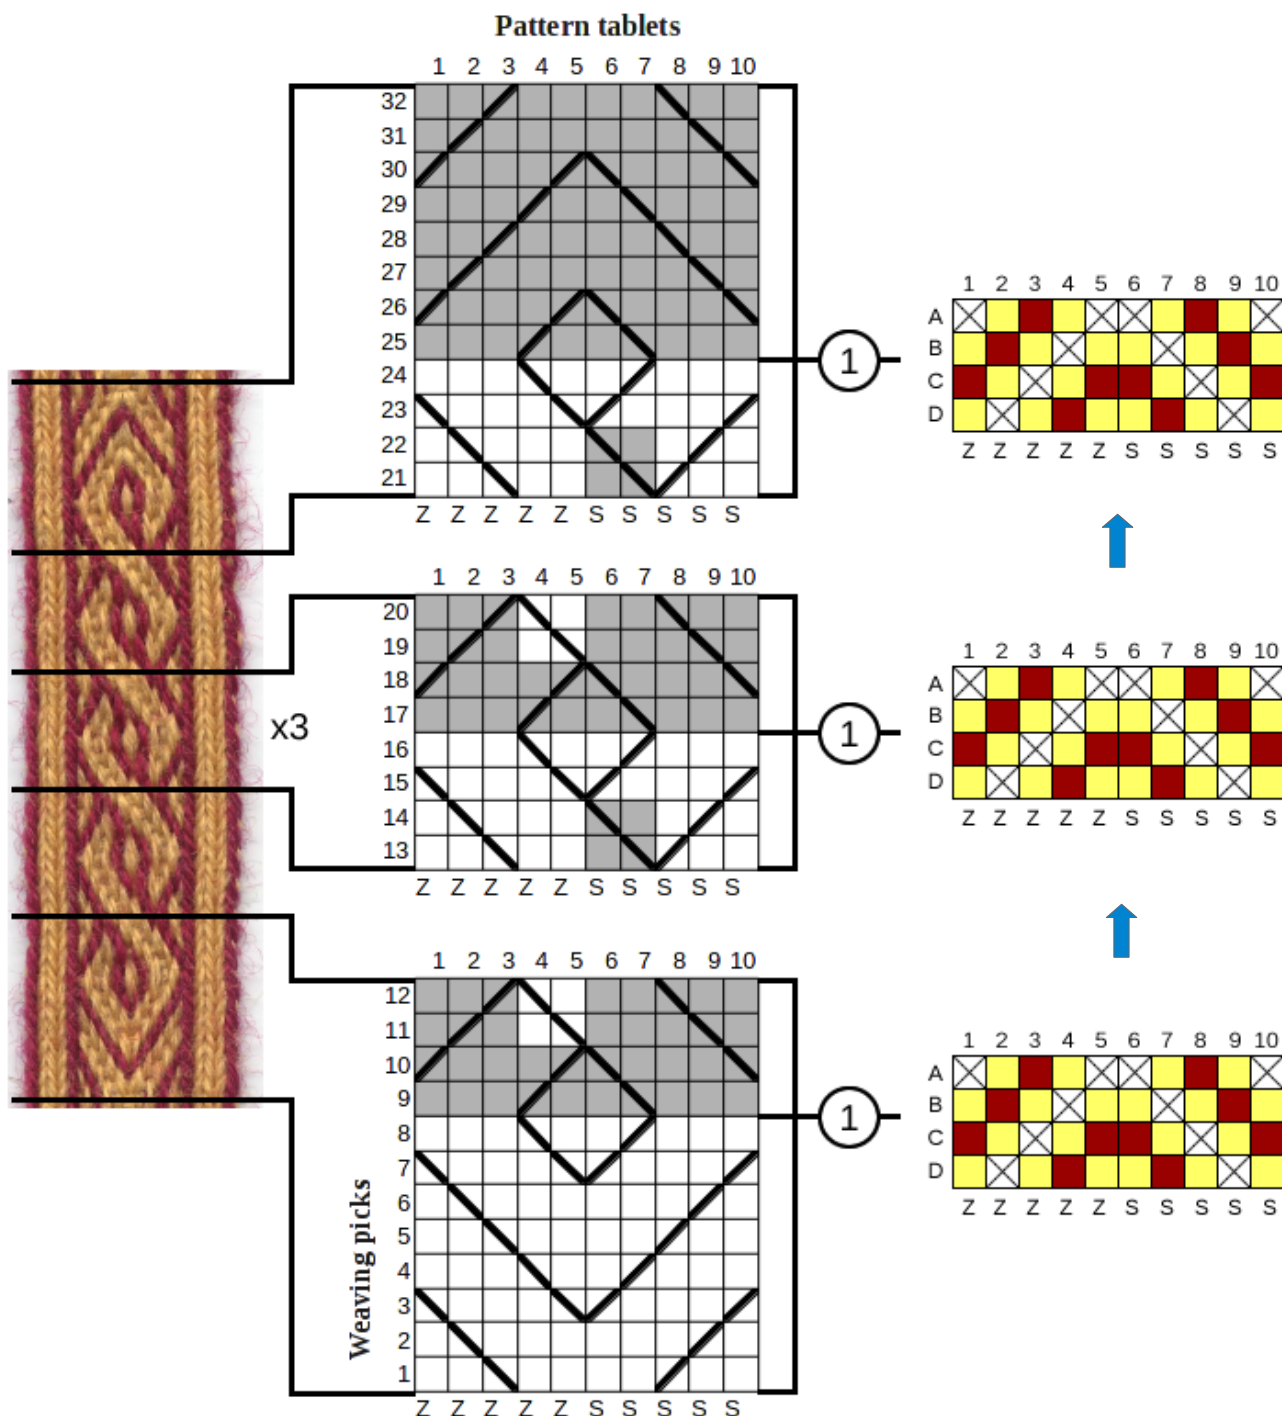 Pattern tablets
1 2 3 4 5 6 7 8 9 10
32
31
30
29
28
27
26
25
24
23
22
21
Z Z Z Z Z S S S S S
1
1 2 3 4 5 6 7 8 9 10
A
B
C
D
Z Z Z Z Z S S S S S
1 2 3 4 5 6 7 8 9 10
20
19
18
17
16
15
14
13
Z Z Z Z Z S S S S S
x3
1
1 2 3 4 5 6 7 8 9 10
A
B
C
D
Z Z Z Z Z S S S S S
1 2 3 4 5 6 7 8 9 10
12
11
10
9
8
7
6
5
4
3
2
1
Z Z Z Z Z S S S S S
Weaving picks
1
1 2 3 4 5 6 7 8 9 10
A
B
C
D
Z Z Z Z Z S S S S S